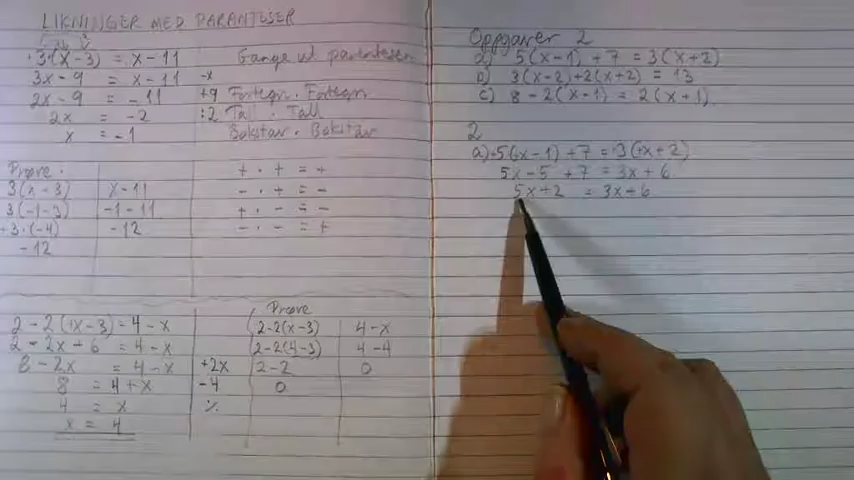 LIKNINGER MED PARANTESER
+3·(x-3) = x-11
Gange ut parentesen
3x-9 = x-11 -x
2x-9 = -11 +9
Fortegn · Fortegn
2x = -2 :2
Tall · Tall
x = -1
Bokstav · Bokstav
Prøve.
3(x-3) x-11
3(-1-3) -1-11
+3·(-4) -12
-12
+ · + = +
- · + = -
+ · - = -
- · - = +
2-2(1x-3) = 4-x
2-2x+6 = 4-x
8-2x = 4-x +2x
8 = 4+x -4
4 = x %
x = 4
Prøve
2-2(x-3) 4-x
2-2(4-3) 4-4
2-2 0
0
Oppgaver 2
a) 5(x-1)+7 = 3(x+2)
b) 3(x-2)+2(x+2) = 13
c) 8-2(x-1) = 2(x+1)
2
a) +5(1x-1)+7 = +3(1x+2)
5x-5+7 = 3x+6
5x+2 = 3x+6